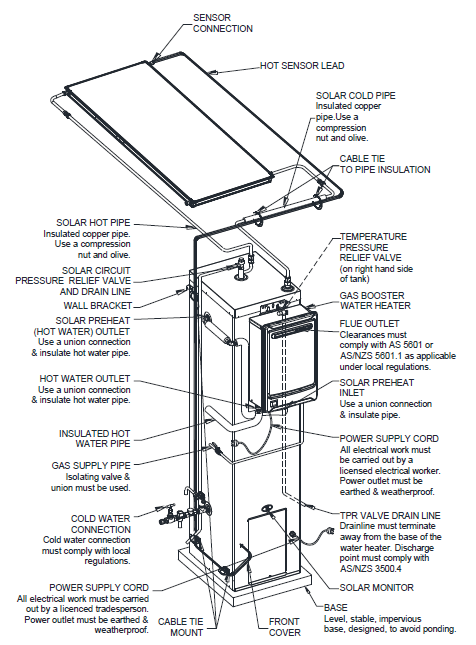 SENSOR
CONNECTION
HOT SENSOR LEAD
SOLAR COLD PIPE
Insulated copper
pipe.Use a
compression
nut and olive.
CABLE TIE
TO PIPE INSULATION
SOLAR HOT PIPE
Insulated copper pipe.
Use a compression
nut and olive.
SOLAR CIRCUIT
PRESSURE RELIEF VALVE
AND DRAIN LINE
WALL BRACKET
SOLAR PREHEAT
(HOT WATER) OUTLET
Use a union connection
& insulate hot water pipe.
HOT WATER OUTLET
Use a union connection
& insulate hot water pipe.
INSULATED HOT
WATER PIPE
GAS SUPPLY PIPE
Isolating valve &
union must be used.
COLD WATER
CONNECTION
Cold water connection
must comply with local
regulations.
POWER SUPPLY CORD
All electrical work must be carried
out by a licenced tradesperson.
Power outlet must be earthed &
weatherproof.
TEMPERATURE
PRESSURE
RELIEF VALVE
(on right hand side
of tank)
GAS BOOSTER
WATER HEATER
FLUE OUTLET
Clearances must
comply with AS 5601 or
AS/NZS 5601.1 as applicable
under local regulations.
SOLAR PREHEAT
INLET
Use a union connection
& insulate pipe.
POWER SUPPLY CORD
All electrical work must
be carried out by a
licensed electrical worker.
Power outlet must be
earthed & weatherproof.
TPR VALVE DRAIN LINE
Drainline must terminate
away from the base of the
water heater. Discharge
point must comply with
AS/NZS 3500.4
SOLAR MONITOR
BASE
Level, stable, impervious
base, designed, to avoid ponding.
CABLE TIE
MOUNT
FRONT
COVER